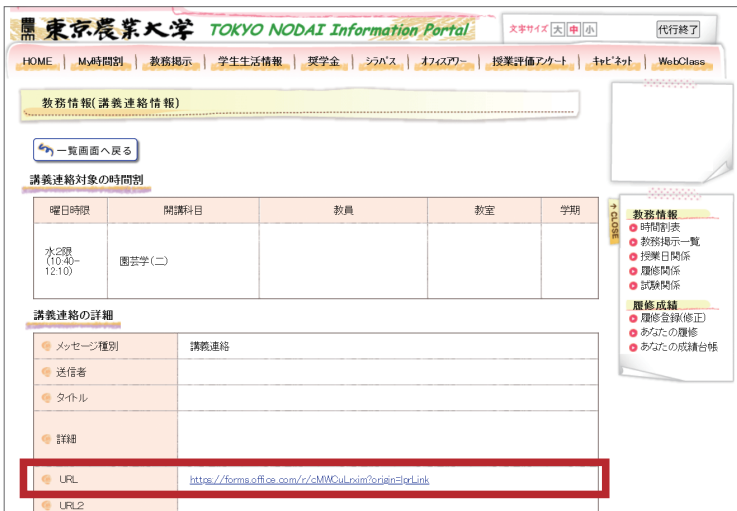 東京農業大学 TOKYO NODAI Information Portal 文字サイズ 大 中 小 代行終了
HOME My時間割 教務掲示 学生生活情報 奨学金 シラバス オフィスアワー 授業評価アンケート キャビネット WebClass
教務情報(講義連絡情報)
一覧画面へ戻る
講義連絡対象の時間割
曜日時限 開講科目 教員 教室 学期
水2限
(10:40-
12:10)
園芸学(二)
講義連絡の詳細
メッセージ種別 講義連絡
送信者
タイトル
詳細
URL https://forms.office.com/r/cMWCuLrxim?origin=lprLink
URL2
CLOSE
教務情報
時間割表
教務掲示一覧
授業日関係
履修関係
試験関係
履修成績
履修登録(修正)
あなたの履修
あなたの成績台帳